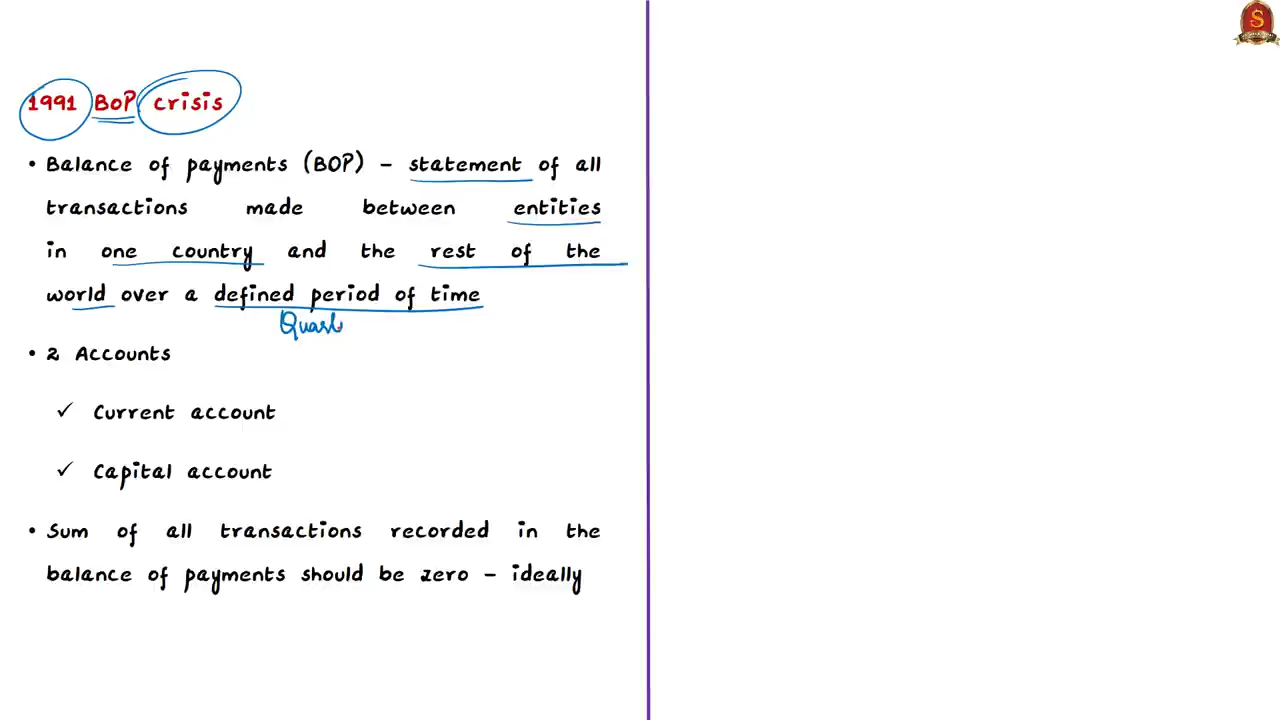 1991 BoP crisis
• Balance of payments (BOP) – statement of all
transactions made between entities
in one country and the rest of the
world over a defined period of time
Quart
• 2 Accounts
✓ Current account
✓ Capital account
• Sum of all transactions recorded in the
balance of payments should be zero – ideally
S